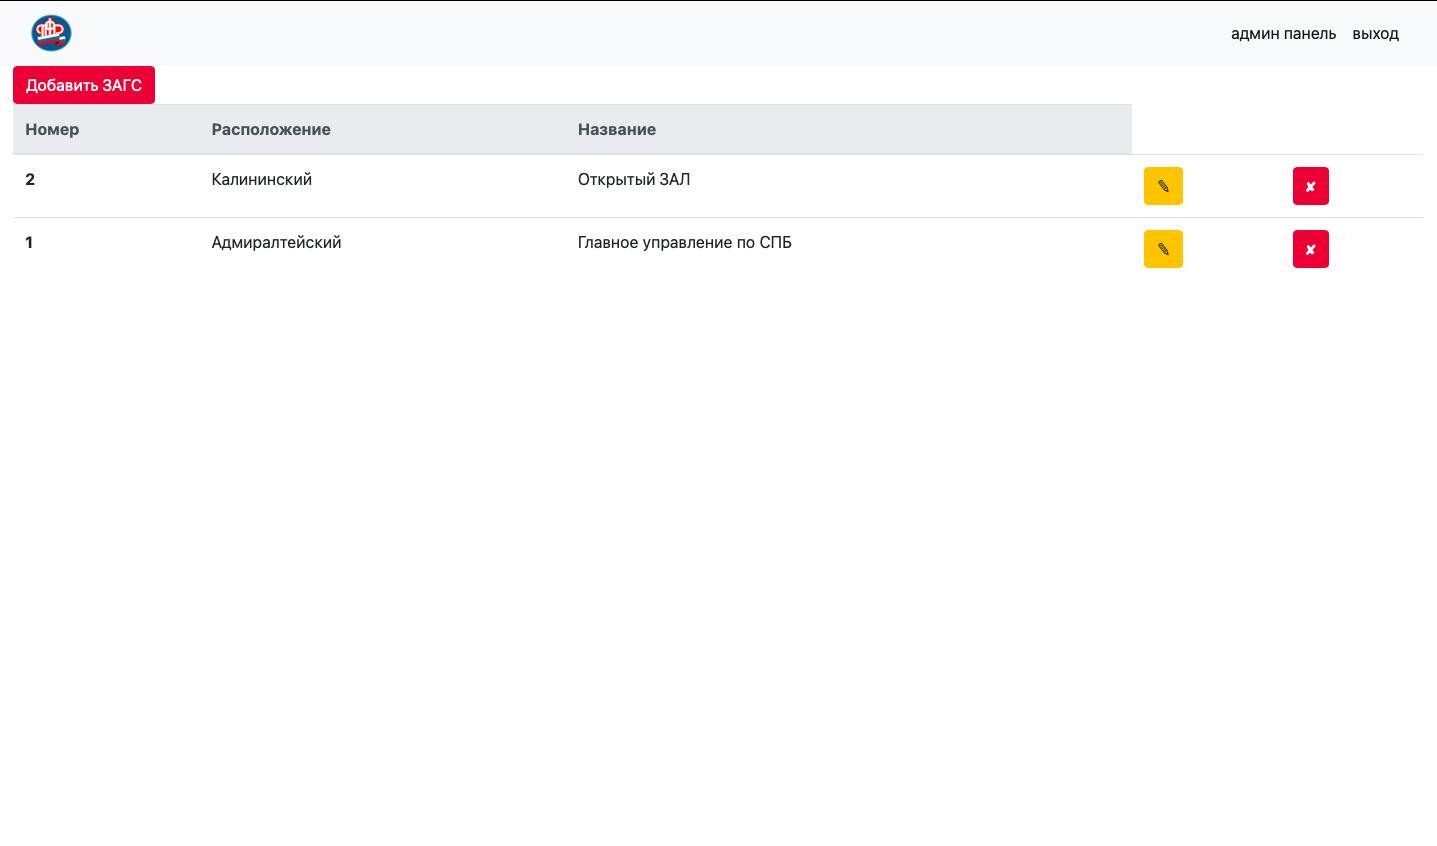 админ панель выход
Добавить ЗАГС
Номер Расположение Название
2 Калининский Открытый ЗАЛ ✎ ✘
1 Адмиралтейский Главное управление по СПБ ✎ ✘